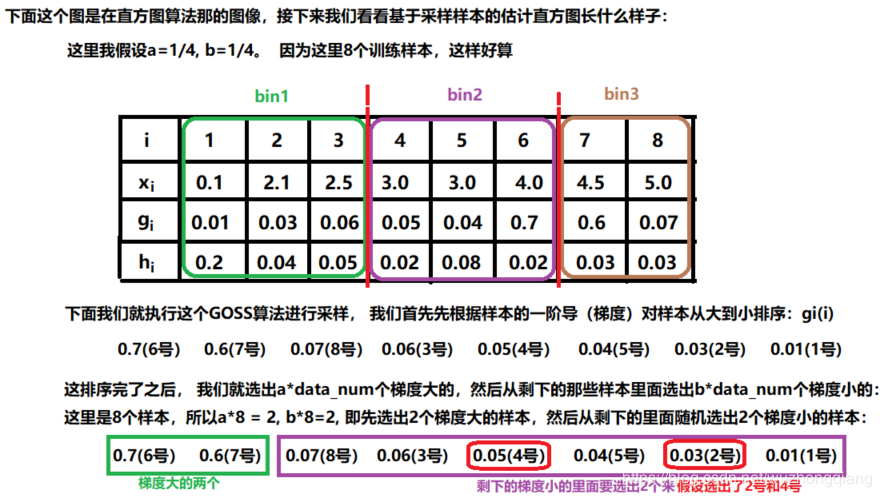 下面这个图是在直方图算法那的图像，接下来我们看看基于采样样本的估计直方图长什么样子：
这里我假设a=1/4, b=1/4。 因为这里8个训练样本，这样好算
bin1 bin2 bin3
i 1 2 3 4 5 6 7 8
xi 0.1 2.1 2.5 3.0 3.0 4.0 4.5 5.0
gi 0.01 0.03 0.06 0.05 0.04 0.7 0.6 0.07
hi 0.2 0.04 0.05 0.02 0.08 0.02 0.03 0.03
下面我们就执行这个GOSS算法进行采样， 我们首先先根据样本的一阶导（梯度）对样本从大到小排序：gi(i)
0.7(6号) 0.6(7号) 0.07(8号) 0.06(3号) 0.05(4号) 0.04(5号) 0.03(2号) 0.01(1号)
这排序完了之后， 我们就选出a*data_num个梯度大的，然后从剩下的那些样本里面选出b*data_num个梯度小的：
这里是8个样本，所以a*8 = 2, b*8=2, 即先选出2个梯度大的样本，然后从剩下的里面随机选出2个梯度小的样本：
0.7(6号) 0.6(7号) 0.07(8号) 0.06(3号) 0.05(4号) 0.04(5号) 0.03(2号) 0.01(1号)
梯度大的两个
剩下的梯度小的里面要选出2个来 假设选出了2号和4号
https://blog.csdn.net/wuzhongqiang